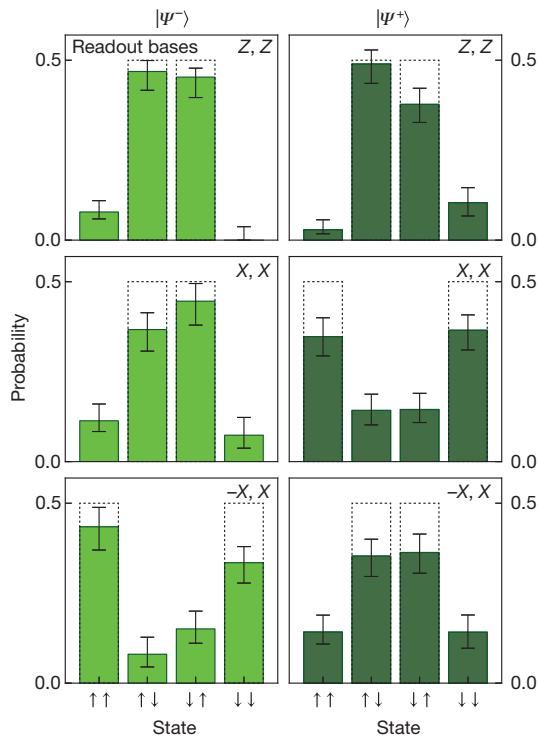 |Ψ⁻⟩ |Ψ⁺⟩
Readout bases Z, Z Z, Z
0.5 0.5
0.0 0.0
X, X X, X
0.5 0.5
Probability
0.0 0.0
–X, X –X, X
0.5 0.5
0.0 0.0
↑↑ ↑↓ ↓↑ ↓↓ ↑↑ ↑↓ ↓↑ ↓↓
State State